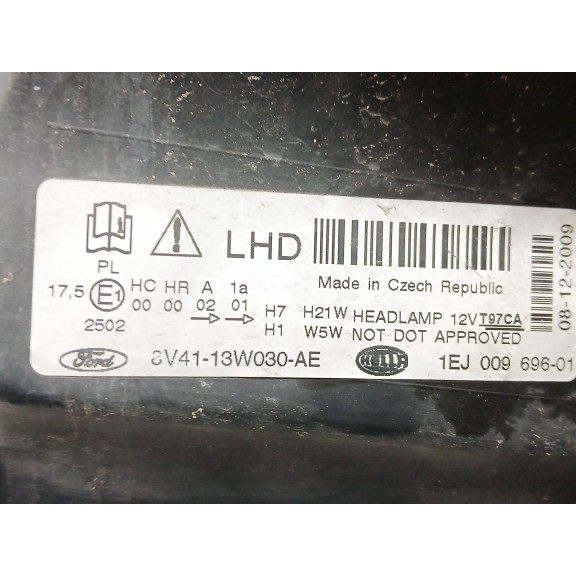 LHD
Made in Czech Republic
PL
17,5 E1 HC HR A 1a
00 00 02 01
2502
H7 H21W HEADLAMP 12V T97CA
H1 W5W NOT DOT APPROVED
Ford 8V41-13W030-AE HELLA 1EJ 009 696-01
08-12-2009